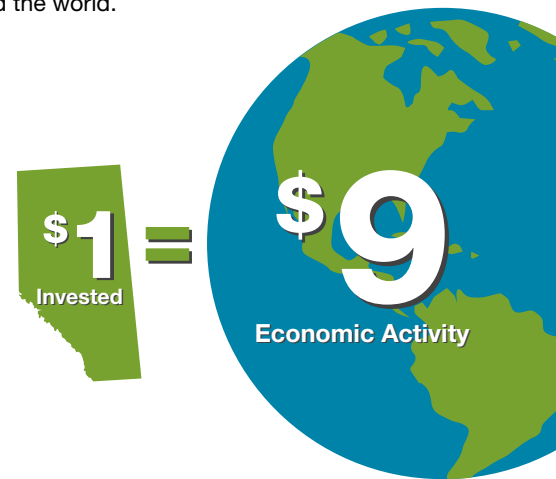 the world.
$1 = $9
Invested
Economic Activity